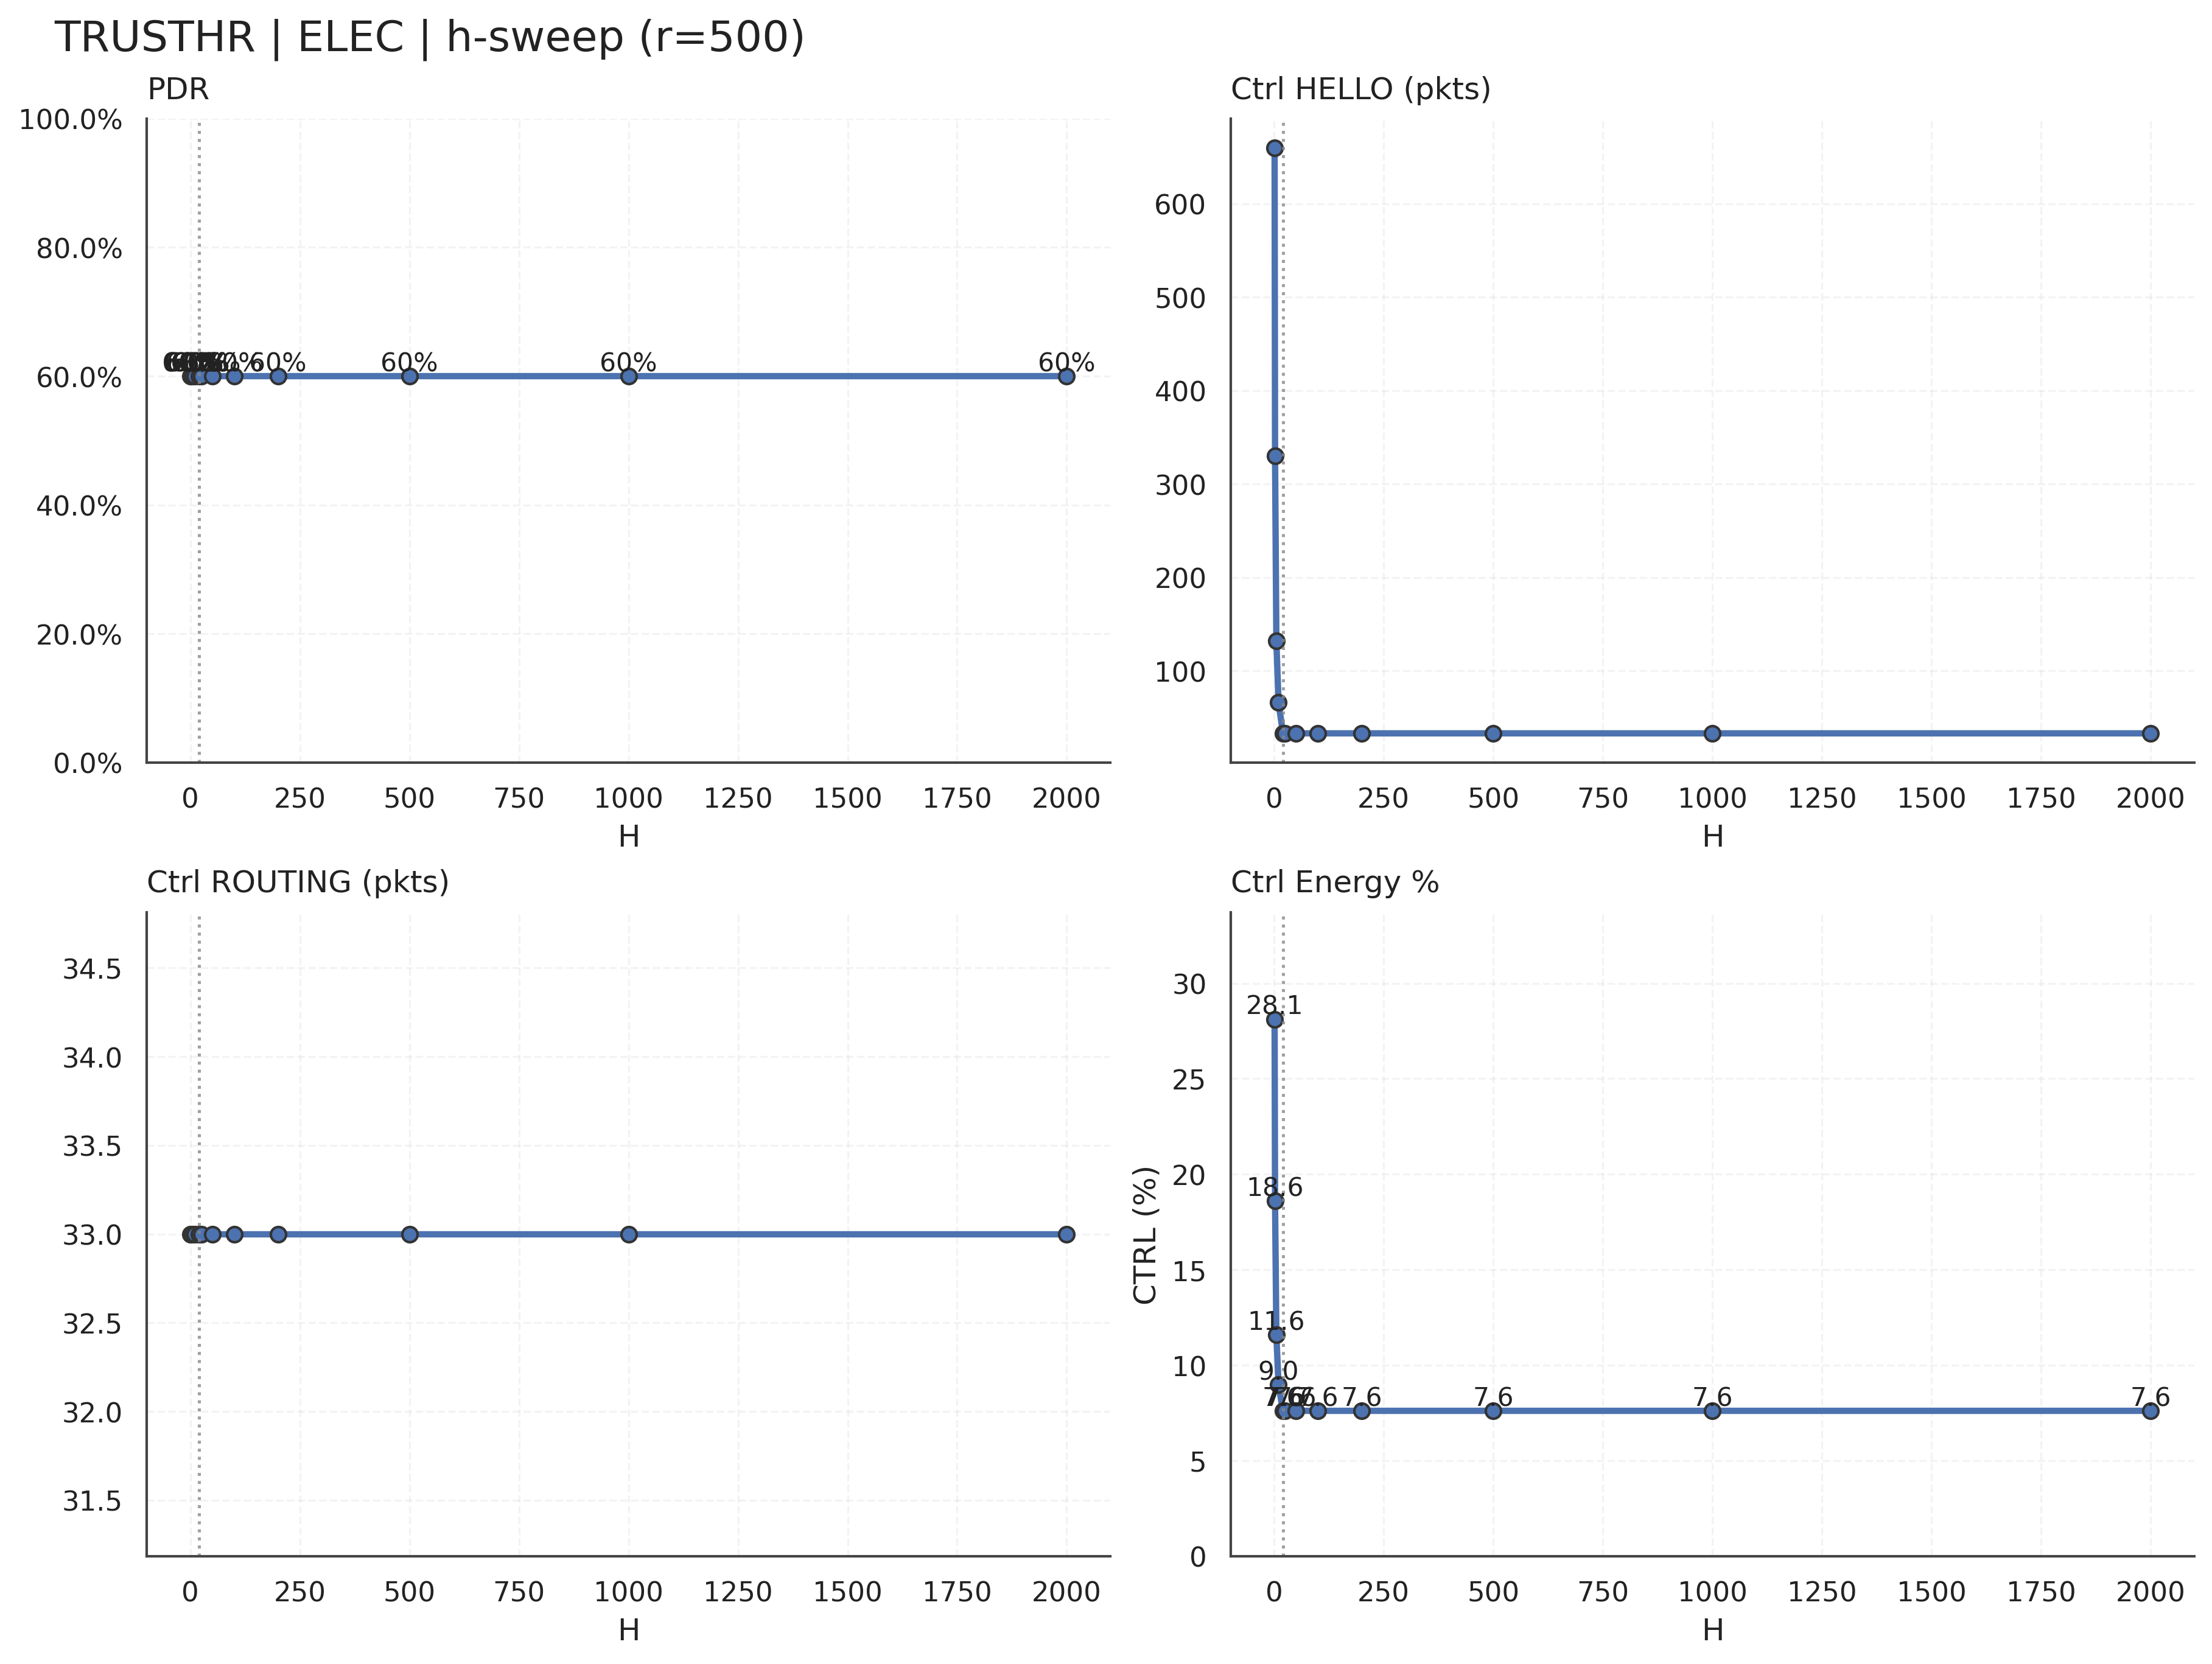 TRUSTHR | ELEC | h-sweep (r=500)
PDR
100.0%
80.0%
60.0%
40.0%
20.0%
0.0%
60% 60% 60% 60%
0 250 500 750 1000 1250 1500 1750 2000
H
Ctrl HELLO (pkts)
600
500
400
300
200
100
0 250 500 750 1000 1250 1500 1750 2000
H
Ctrl ROUTING (pkts)
34.5
34.0
33.5
33.0
32.5
32.0
31.5
0 250 500 750 1000 1250 1500 1750 2000
H
Ctrl Energy %
CTRL (%)
30
25
20
15
10
5
0
28.1
18.6
11.6
9.0
7.6 7.6 7.6 7.6
0 250 500 750 1000 1250 1500 1750 2000
H